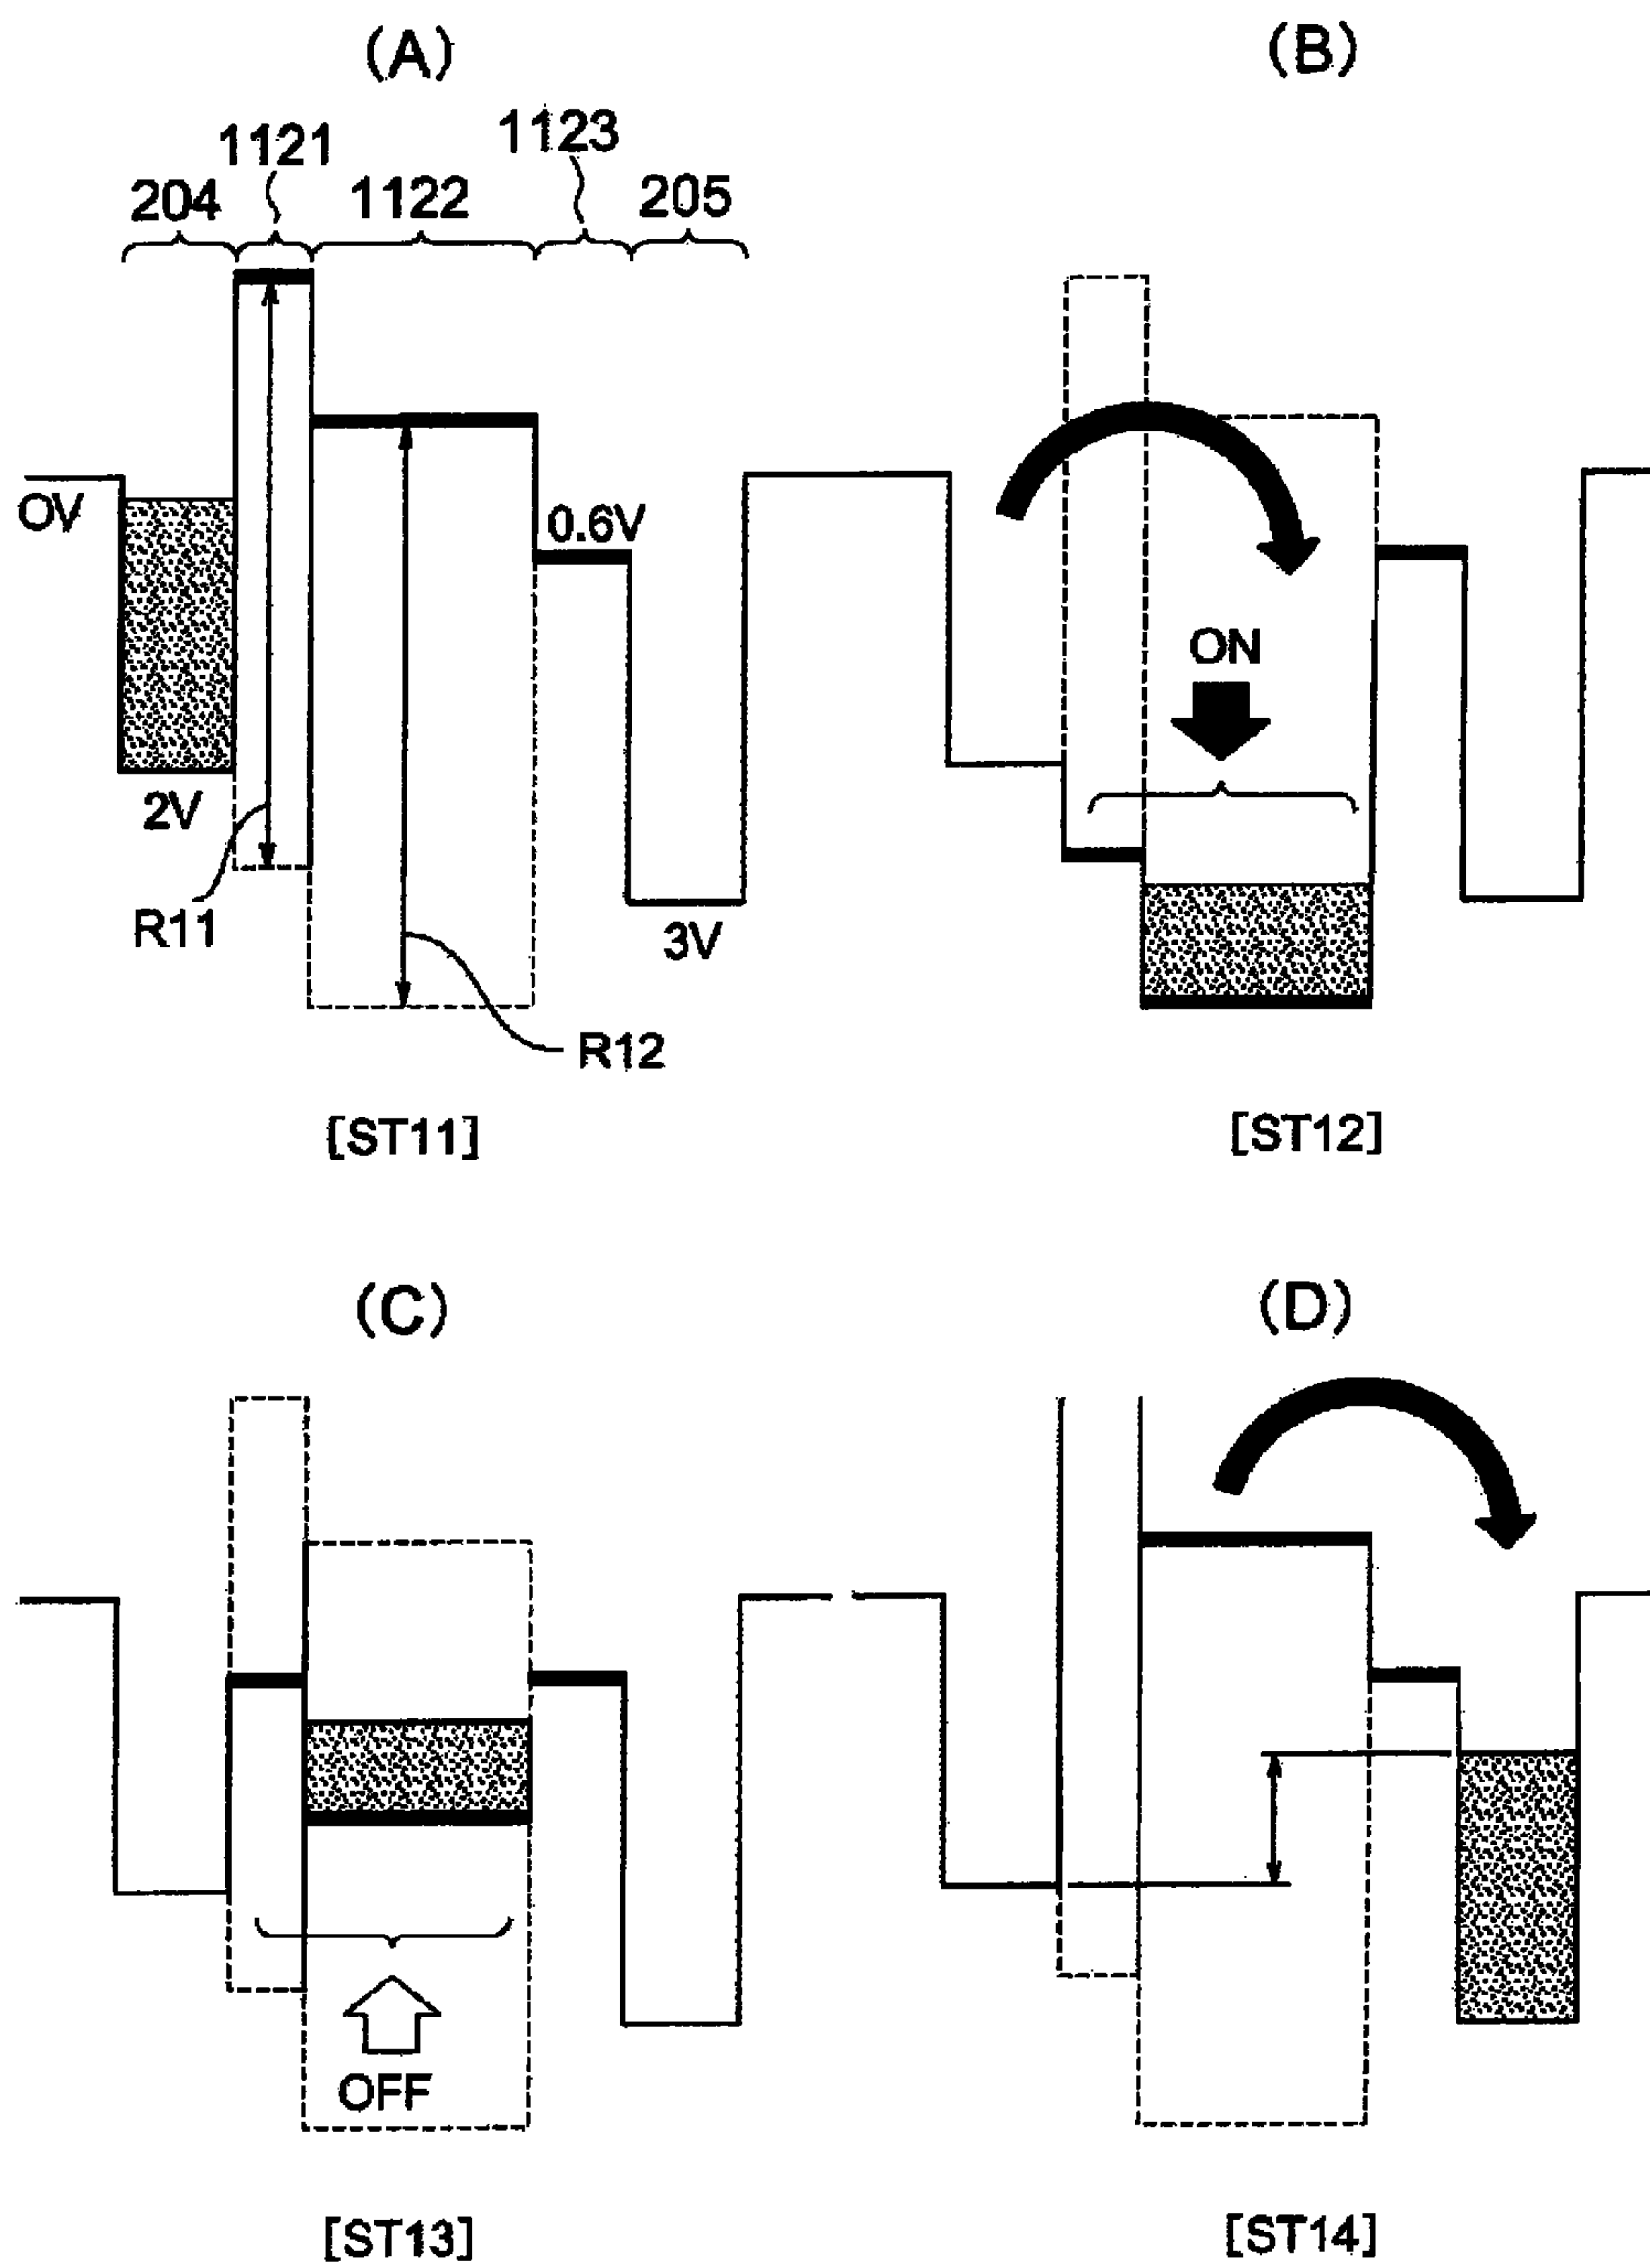 (A)
(B)
1121
1123
204
1122
205
0V
0.6V
2V
R11
3V
R12
ON
[ST11]
[ST12]
(C)
(D)
OFF
[ST13]
[ST14]